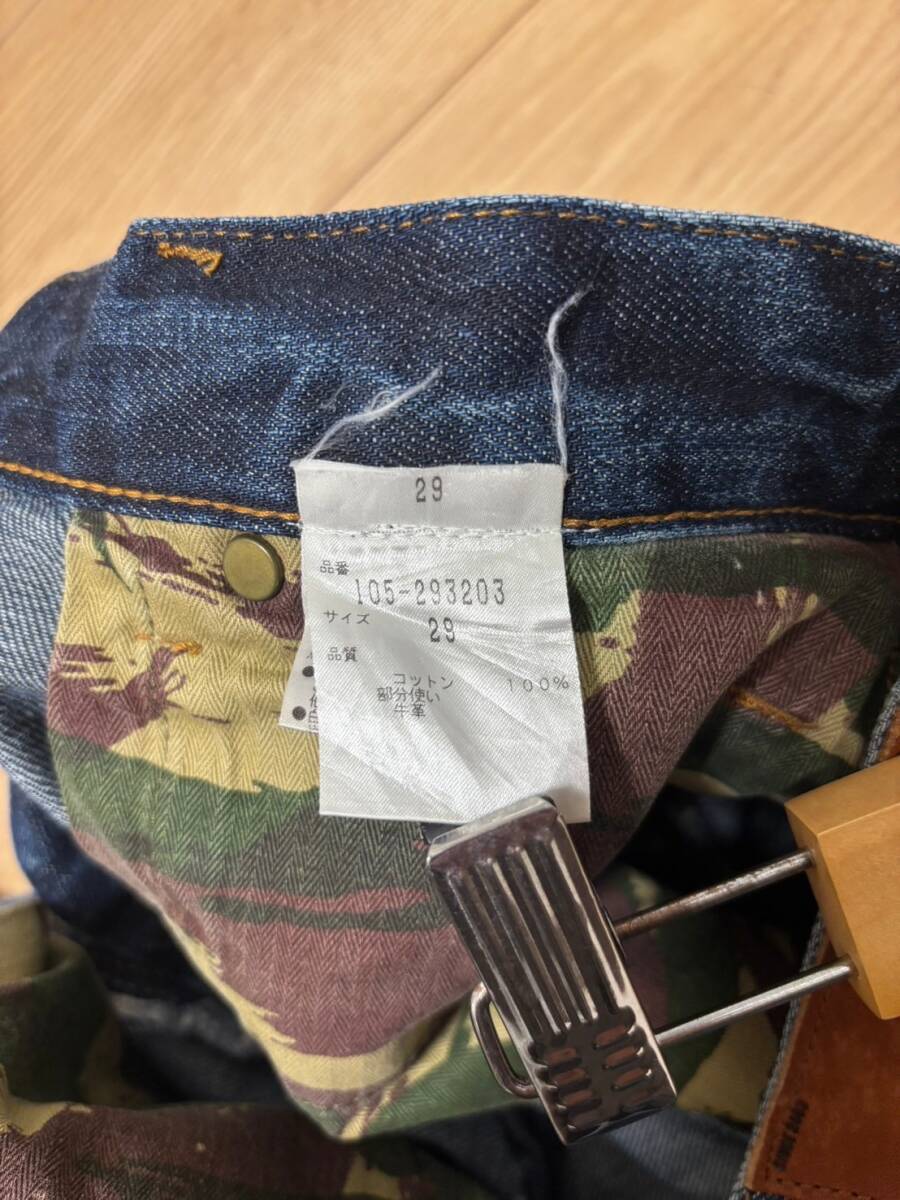 29
品番
105-293203
サイズ
29
品質
コットン 100%
部分使い
牛革